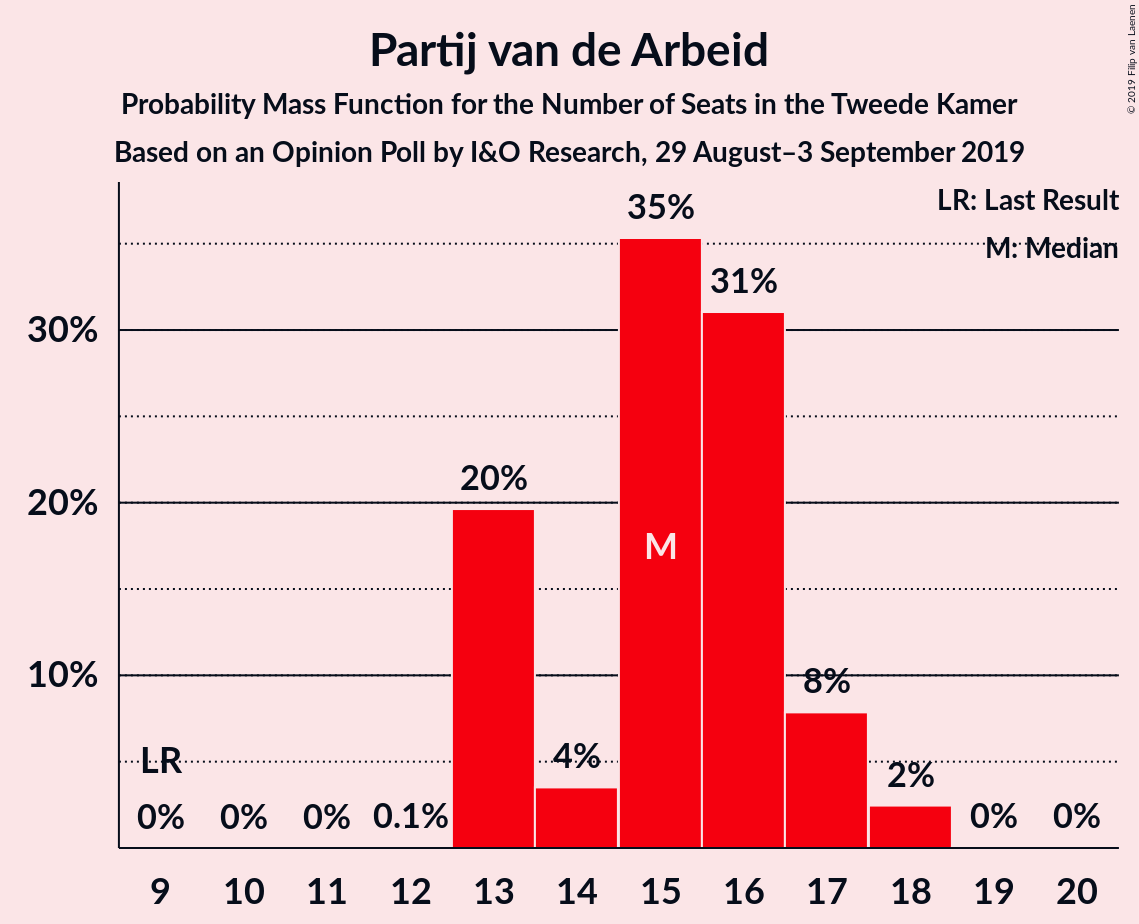 Partij van de Arbeid
Probability Mass Function for the Number of Seats in the Tweede Kamer
Based on an Opinion Poll by I&O Research, 29 August–3 September 2019
© 2019 Filip van Laenen
LR: Last Result
M: Median
35%
31%
30%
20%
20%
M
10%
8%
4%
2%
LR
0% 0% 0% 0.1% 0% 0%
9 10 11 12 13 14 15 16 17 18 19 20